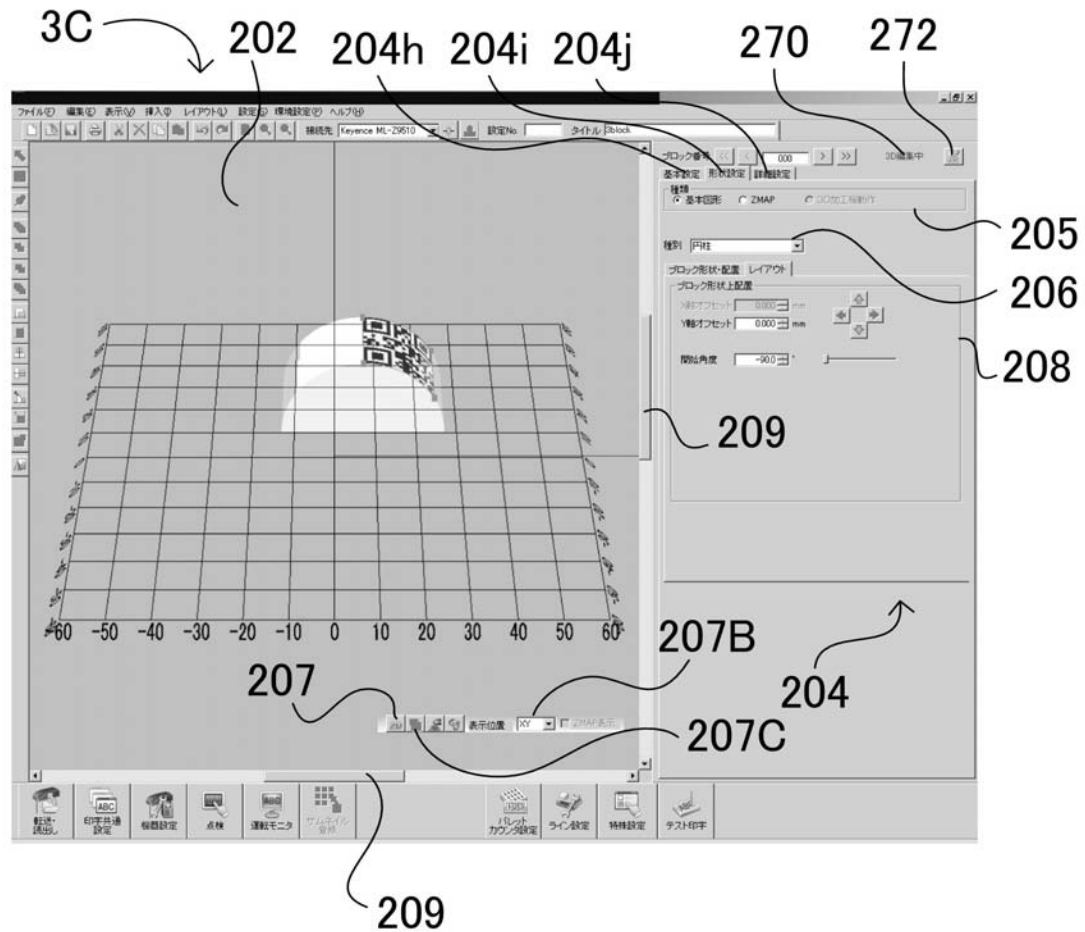 3C
202
204h
204i
204j
270
272
ファイル(F) 編集(E) 表示(V) 挿入(I) レイアウト(L) 設定(S) 環境設定(P) ヘルプ(H)
接続先 Keyence ML-Z9510 設定No. タイトル 3block
ブロック番号 << < 000 > >> 3D編集中
基本設定 形状設定 詳細設定
種類
基本図形 ZMAP 3D加工機動作
205
種別 円柱
206
ブロック形状・配置 レイアウト
ブロック形状上配置
X軸オフセット 0.000 mm
Y軸オフセット 0.000 mm
開始角度 -90.0 °
208
209
-60 -50 -40 -30 -20 -10 0 10 20 30 40 50 60
207B
207
204
2D 表示位置 XY ZMAP表示
207C
転送・読出し
印字共通設定
機器設定
点検
運転モニタ
サムネイル登録
パレットカウンタ設定
ライン設定
特殊設定
テスト印字
209